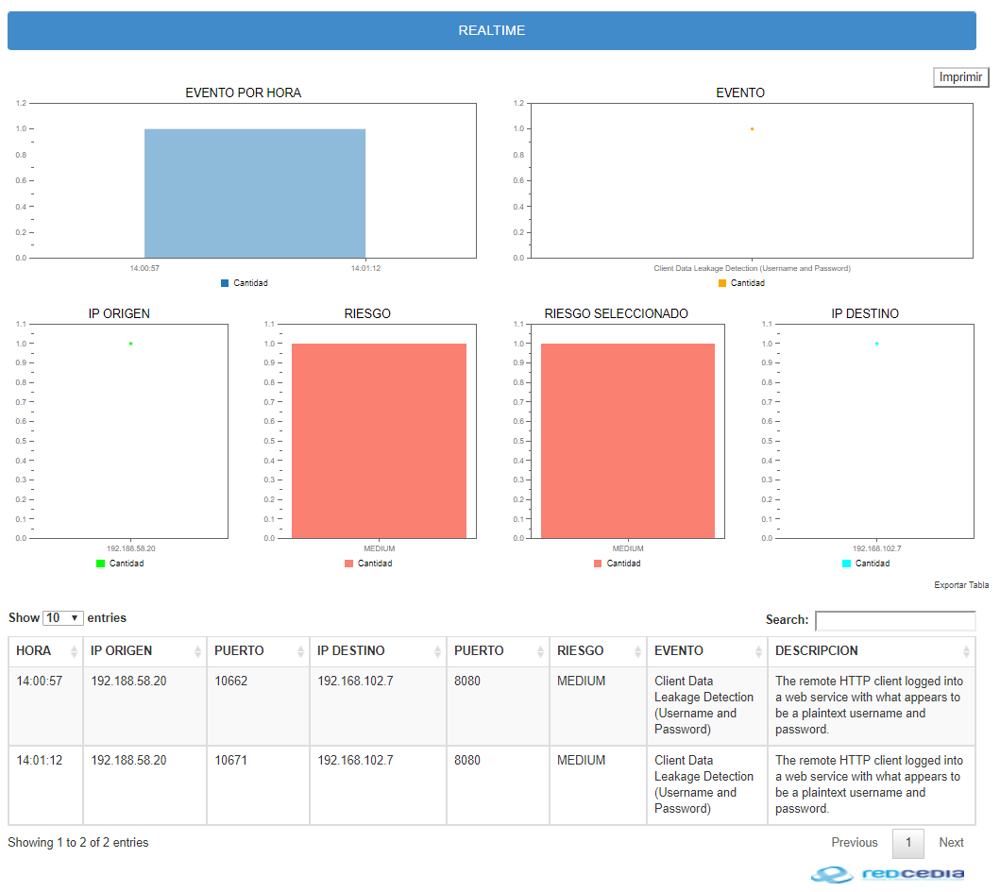 REALTIME
Imprimir
EVENTO POR HORA
1.2
1.0
0.8
0.6
0.4
0.2
0.0
14:00:57 14:01:12
Cantidad
EVENTO
1.2
1.0
0.8
0.6
0.4
0.2
0.0
Client Data Leakage Detection (Username and Password)
Cantidad
IP ORIGEN
1.1
1.0
0.9
0.8
0.7
0.6
0.5
0.4
0.3
0.2
0.1
0.0
192.188.58.20
Cantidad
RIESGO
1.1
1.0
0.9
0.8
0.7
0.6
0.5
0.4
0.3
0.2
0.1
0.0
MEDIUM
Cantidad
RIESGO SELECCIONADO
1.1
1.0
0.9
0.8
0.7
0.6
0.5
0.4
0.3
0.2
0.1
0.0
MEDIUM
Cantidad
IP DESTINO
1.1
1.0
0.9
0.8
0.7
0.6
0.5
0.4
0.3
0.2
0.1
0.0
192.168.102.7
Cantidad
Exportar Tabla
Show 10 entries
Search:
HORA IP ORIGEN PUERTO IP DESTINO PUERTO RIESGO EVENTO DESCRIPCION
14:00:57 192.188.58.20 10662 192.168.102.7 8080 MEDIUM Client Data The remote HTTP client logged into
Leakage Detection a web service with what appears to
(Username and be a plaintext username and
Password) password.
14:01:12 192.188.58.20 10671 192.168.102.7 8080 MEDIUM Client Data The remote HTTP client logged into
Leakage Detection a web service with what appears to
(Username and be a plaintext username and
Password) password.
Showing 1 to 2 of 2 entries
Previous 1 Next
redcedia